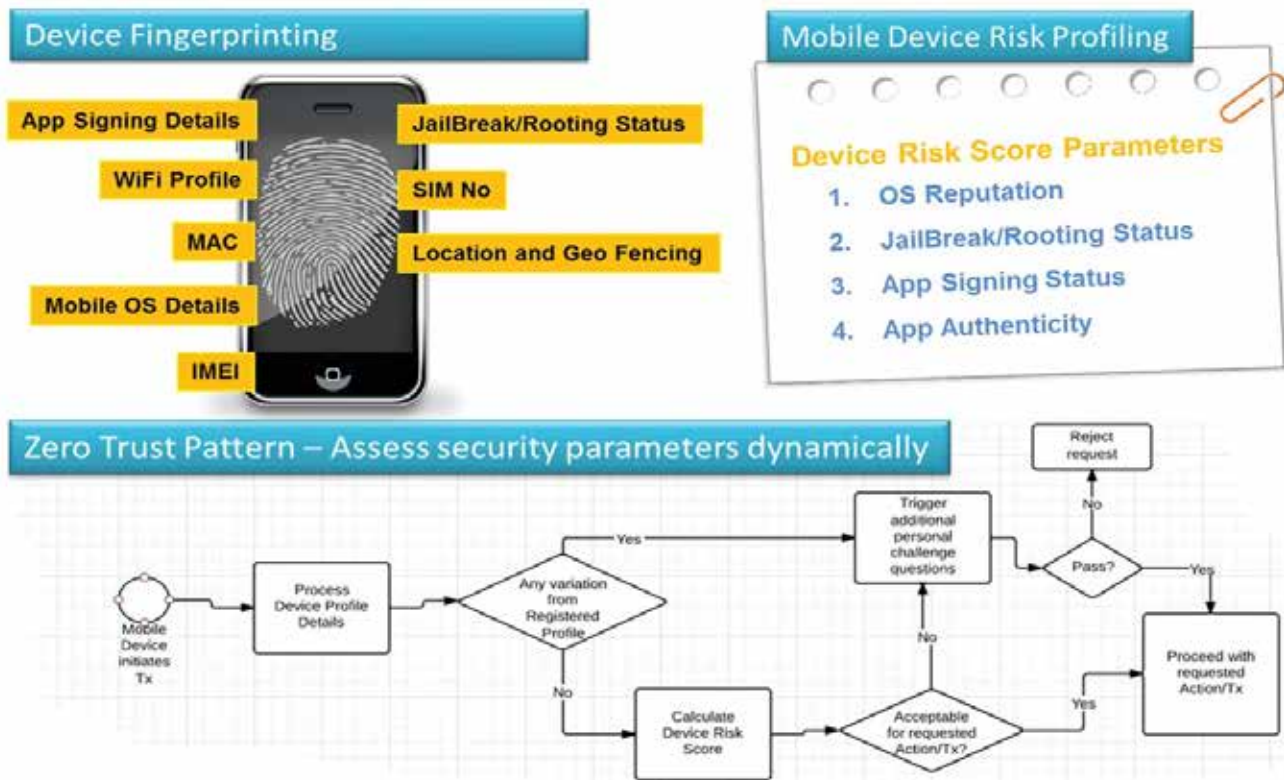 Device Fingerprinting
App Signing Details
WiFi Profile
MAC
Mobile OS Details
IMEI
JailBreak/Rooting Status
SIM No
Location and Geo Fencing
Mobile Device Risk Profiling
Device Risk Score Parameters
1. OS Reputation
2. JailBreak/Rooting Status
3. App Signing Status
4. App Authenticity
Zero Trust Pattern – Assess security parameters dynamically
Mobile
Device
initiates
Tx
Process
Device Profile
Details
Any variation
from
Registered
Profile
Yes
No
Trigger
additional
personal
challenge
questions
Pass?
No
Reject
request
Yes
Calculate
Device Risk
Score
Acceptable
for requested
Action/Tx?
No
Yes
Proceed with
requested
Action/Tx